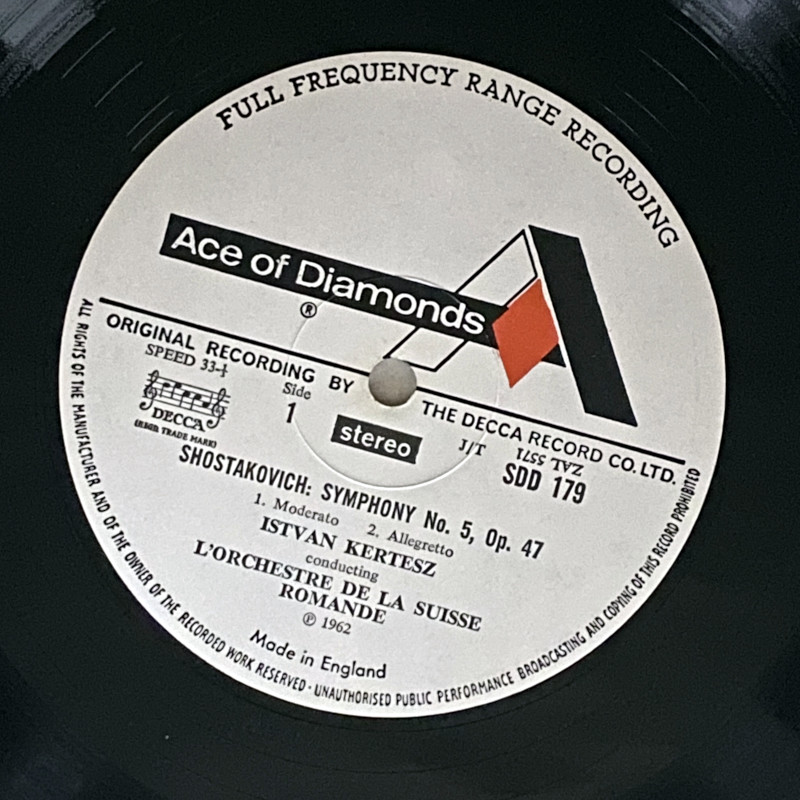 FULL FREQUENCY RANGE RECORDING
Ace of Diamonds
®
ORIGINAL RECORDING BY THE DECCA RECORD CO. LTD.
SPEED 33⅓
DECCA
(REGD TRADE MARK)
Side
1
stereo
J/T
ZAL 5571
SDD 179
SHOSTAKOVICH: SYMPHONY No. 5, Op. 47
1. Moderato 2. Allegretto
ISTVAN KERTESZ
conducting
L'ORCHESTRE DE LA SUISSE
ROMANDE
℗ 1962
Made in England
ALL RIGHTS OF THE MANUFACTURER AND OF THE OWNER OF THE RECORDED WORK RESERVED · UNAUTHORISED PUBLIC PERFORMANCE BROADCASTING AND COPYING OF THIS RECORD PROHIBITED